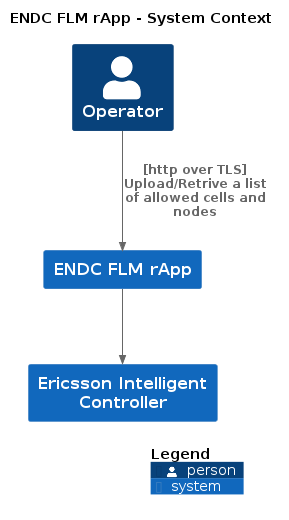 ENDC FLM rApp - System Context
Operator
[http over TLS]
Upload/Retrive a list
of allowed cells and
nodes
ENDC FLM rApp
Ericsson Intelligent
Controller
Legend
person
system